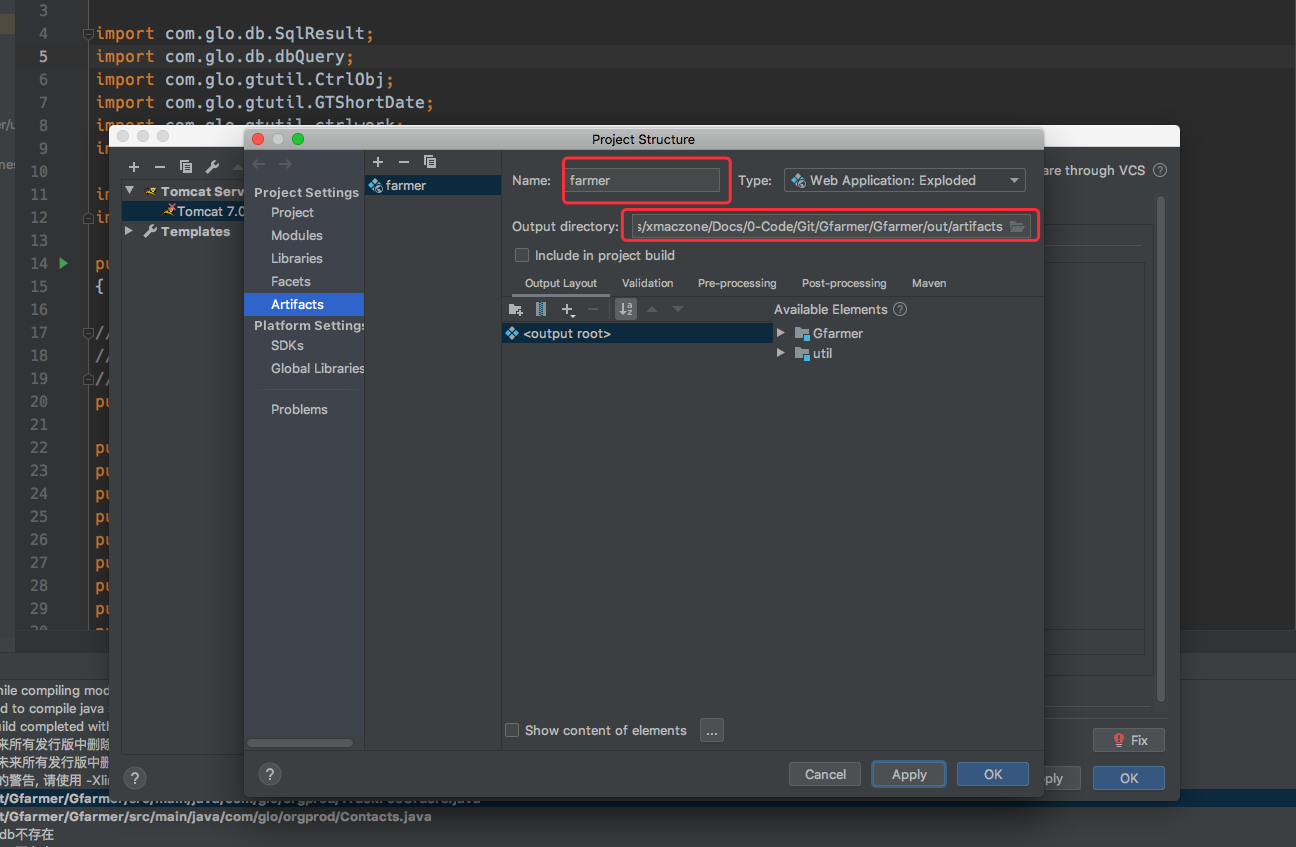 3
4 import com.glo.db.SqlResult;
5 import com.glo.db.dbQuery;
6 import com.glo.gtutil.CtrlObj;
7 import com.glo.gtutil.GTShortDate;
8 import com.glo.gtutil.ctrlwork;
9
10
11
12
13
14 pu
15 {
16
17 //
18 //
19 //
20 pu
21
22 pu
23 pu
24 pu
25 pu
26 pu
27 pu
28 pu
29 pu
30
Project Structure
are through VCS ?
Tomcat Serv
Tomcat 7.0
Templates
Project Settings
Project
Modules
Libraries
Facets
Artifacts
Platform Settings
SDKs
Global Libraries
Problems
farmer
Name: farmer Type: Web Application: Exploded
Output directory: s/xmaczone/Docs/0-Code/Git/Gfarmer/Gfarmer/out/artifacts
Include in project build
Output Layout Validation Pre-processing Post-processing Maven
Available Elements ?
<output root>
Gfarmer
util
Show content of elements ...
? Cancel Apply OK
Fix
? ply OK
hile compiling mod
d to compile java
uild completed with
来所有发行版中删除
未来所有发行版中删
的警告, 请使用 -Xlin
t/Gfarmer/Gfarmer/src/main/java/com/glo/orgprod/
t/Gfarmer/Gfarmer/src/main/java/com/glo/orgprod/Contacts.java
db不存在